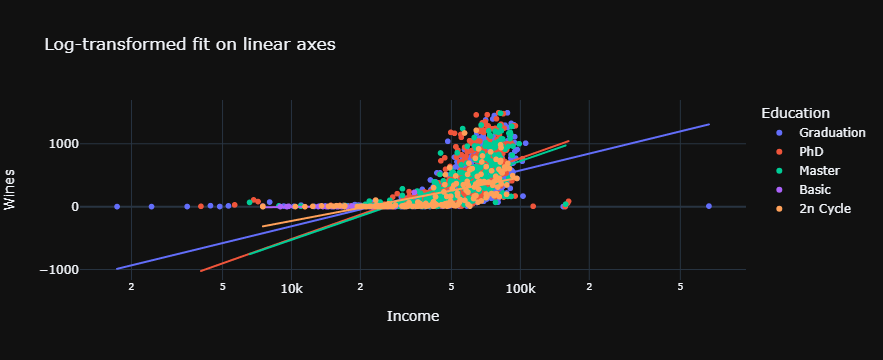 Log-transformed fit on linear axes
Education
Graduation
PhD
Master
Basic
2n Cycle
Wines
1000
0
−1000
2 5 10k 2 5 100k 2 5
Income